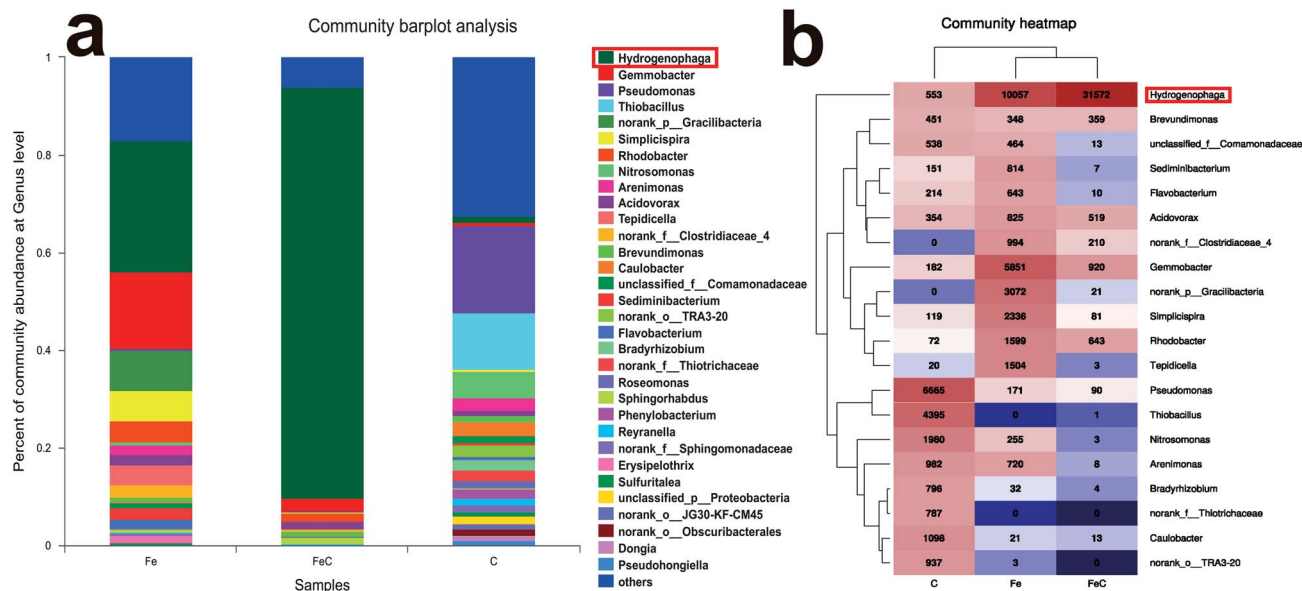 a
Community barplot analysis
Percent of community abundance at Genus level
1
0.8
0.6
0.4
0.2
0
Fe
FeC
C
Samples
Hydrogenophaga
Gemmobacter
Pseudomonas
Thiobacillus
norank_p__Gracilibacteria
Simplicispira
Rhodobacter
Nitrosomonas
Arenimonas
Acidovorax
Tepidicella
norank_f__Clostridiaceae_4
Brevundimonas
Caulobacter
unclassified_f__Comamonadaceae
Sediminibacterium
norank_o__TRA3-20
Flavobacterium
Bradyrhizobium
norank_f__Thiotrichaceae
Roseomonas
Sphingorhabdus
Phenylobacterium
Reyranella
norank_f__Sphingomonadaceae
Erysipelothrix
Sulfuritalea
unclassified_p__Proteobacteria
norank_o__JG30-KF-CM45
norank_o__Obscuribacterales
Dongia
Pseudohongiella
others
b
Community heatmap
553 10057 31572 Hydrogenophaga
451 348 359 Brevundimonas
538 464 13 unclassified_f__Comamonadaceae
151 814 7 Sediminibacterium
214 643 10 Flavobacterium
354 825 519 Acidovorax
0 994 210 norank_f__Clostridiaceae_4
182 5851 920 Gemmobacter
0 3072 21 norank_p__Gracilibacteria
119 2336 81 Simplicispira
72 1599 643 Rhodobacter
20 1504 3 Tepidicella
6665 171 90 Pseudomonas
4395 0 1 Thiobacillus
1980 255 3 Nitrosomonas
982 720 8 Arenimonas
796 32 4 Bradyrhizobium
787 0 0 norank_f__Thiotrichaceae
1098 21 13 Caulobacter
937 3 0 norank_o__TRA3-20
C Fe FeC